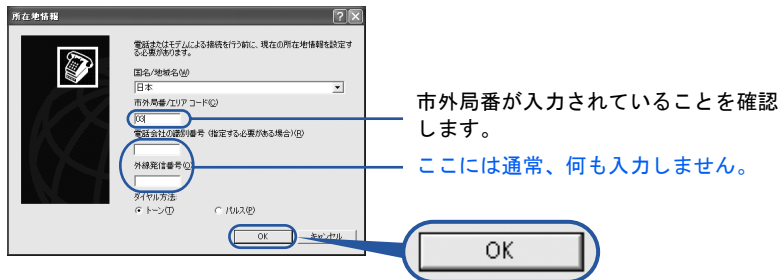 所在地情報
電話またはモデムによる接続を行う前に、現在の所在地情報を設定す
る必要があります。
国名/地域名(W)
日本
市外局番/エリア コード(C)
03
電話会社の識別番号 (指定する必要がある場合)(R)
外線発信番号(O)
ダイヤル方法:
トーン(T)
パルス(P)
OK
キャンセル
市外局番が入力されていることを確認
します。
ここには通常、何も入力しません。
OK